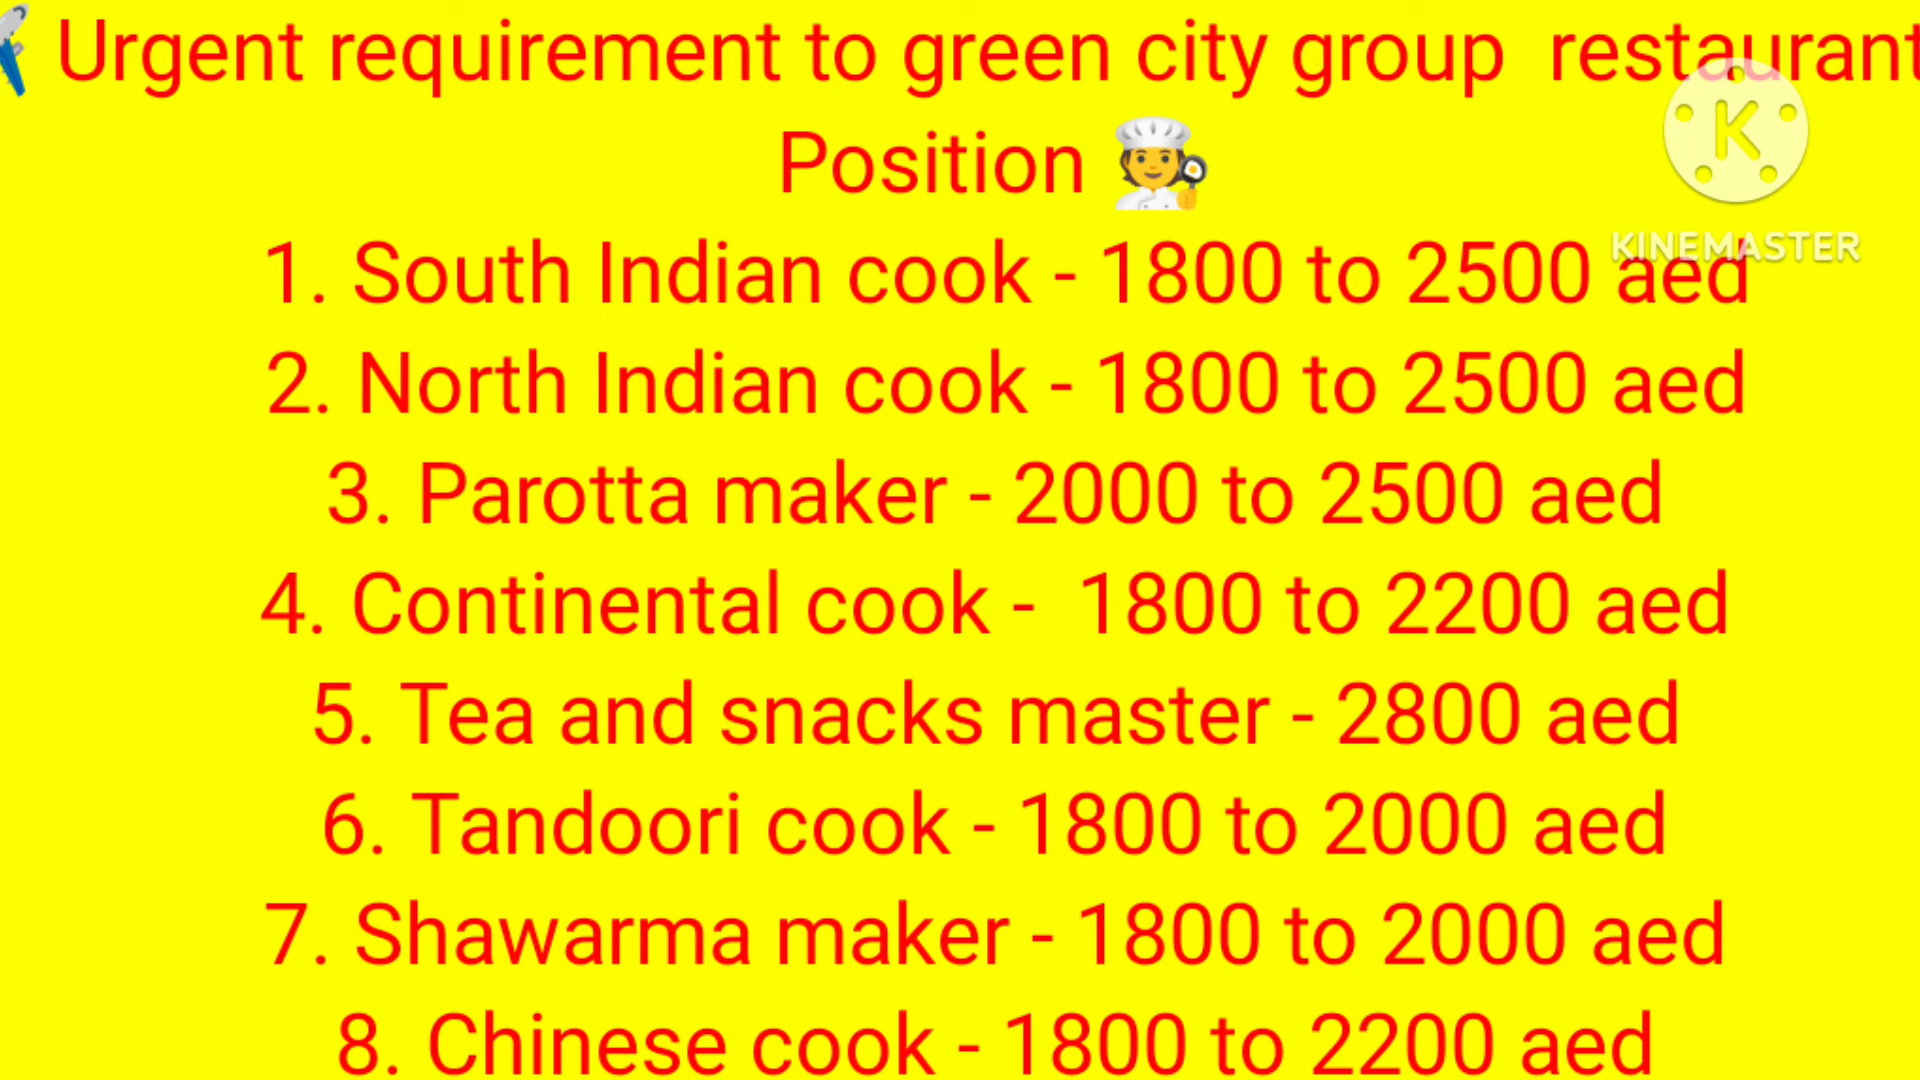 Urgent requirement to green city group restaurant
Position
1. South Indian cook - 1800 to 2500 aed
2. North Indian cook - 1800 to 2500 aed
3. Parotta maker - 2000 to 2500 aed
4. Continental cook - 1800 to 2200 aed
5. Tea and snacks master - 2800 aed
6. Tandoori cook - 1800 to 2000 aed
7. Shawarma maker - 1800 to 2000 aed
8. Chinese cook - 1800 to 2200 aed
K
KINEMASTER